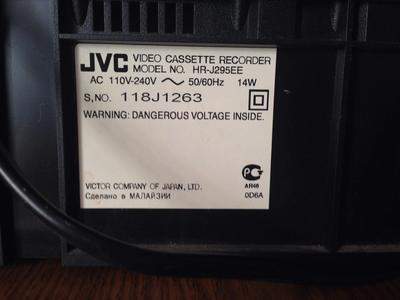 JVC VIDEO CASSETTE RECORDER
MODEL NO. HR-J295EE
AC 110V-240V ~ 50/60Hz 14W
S,NO. 118J1263
WARNING: DANGEROUS VOLTAGE INSIDE.
VICTOR COMPANY OF JAPAN, LTD.
Сделано в МАЛАЙЗИИ
АЯ46
0D6A